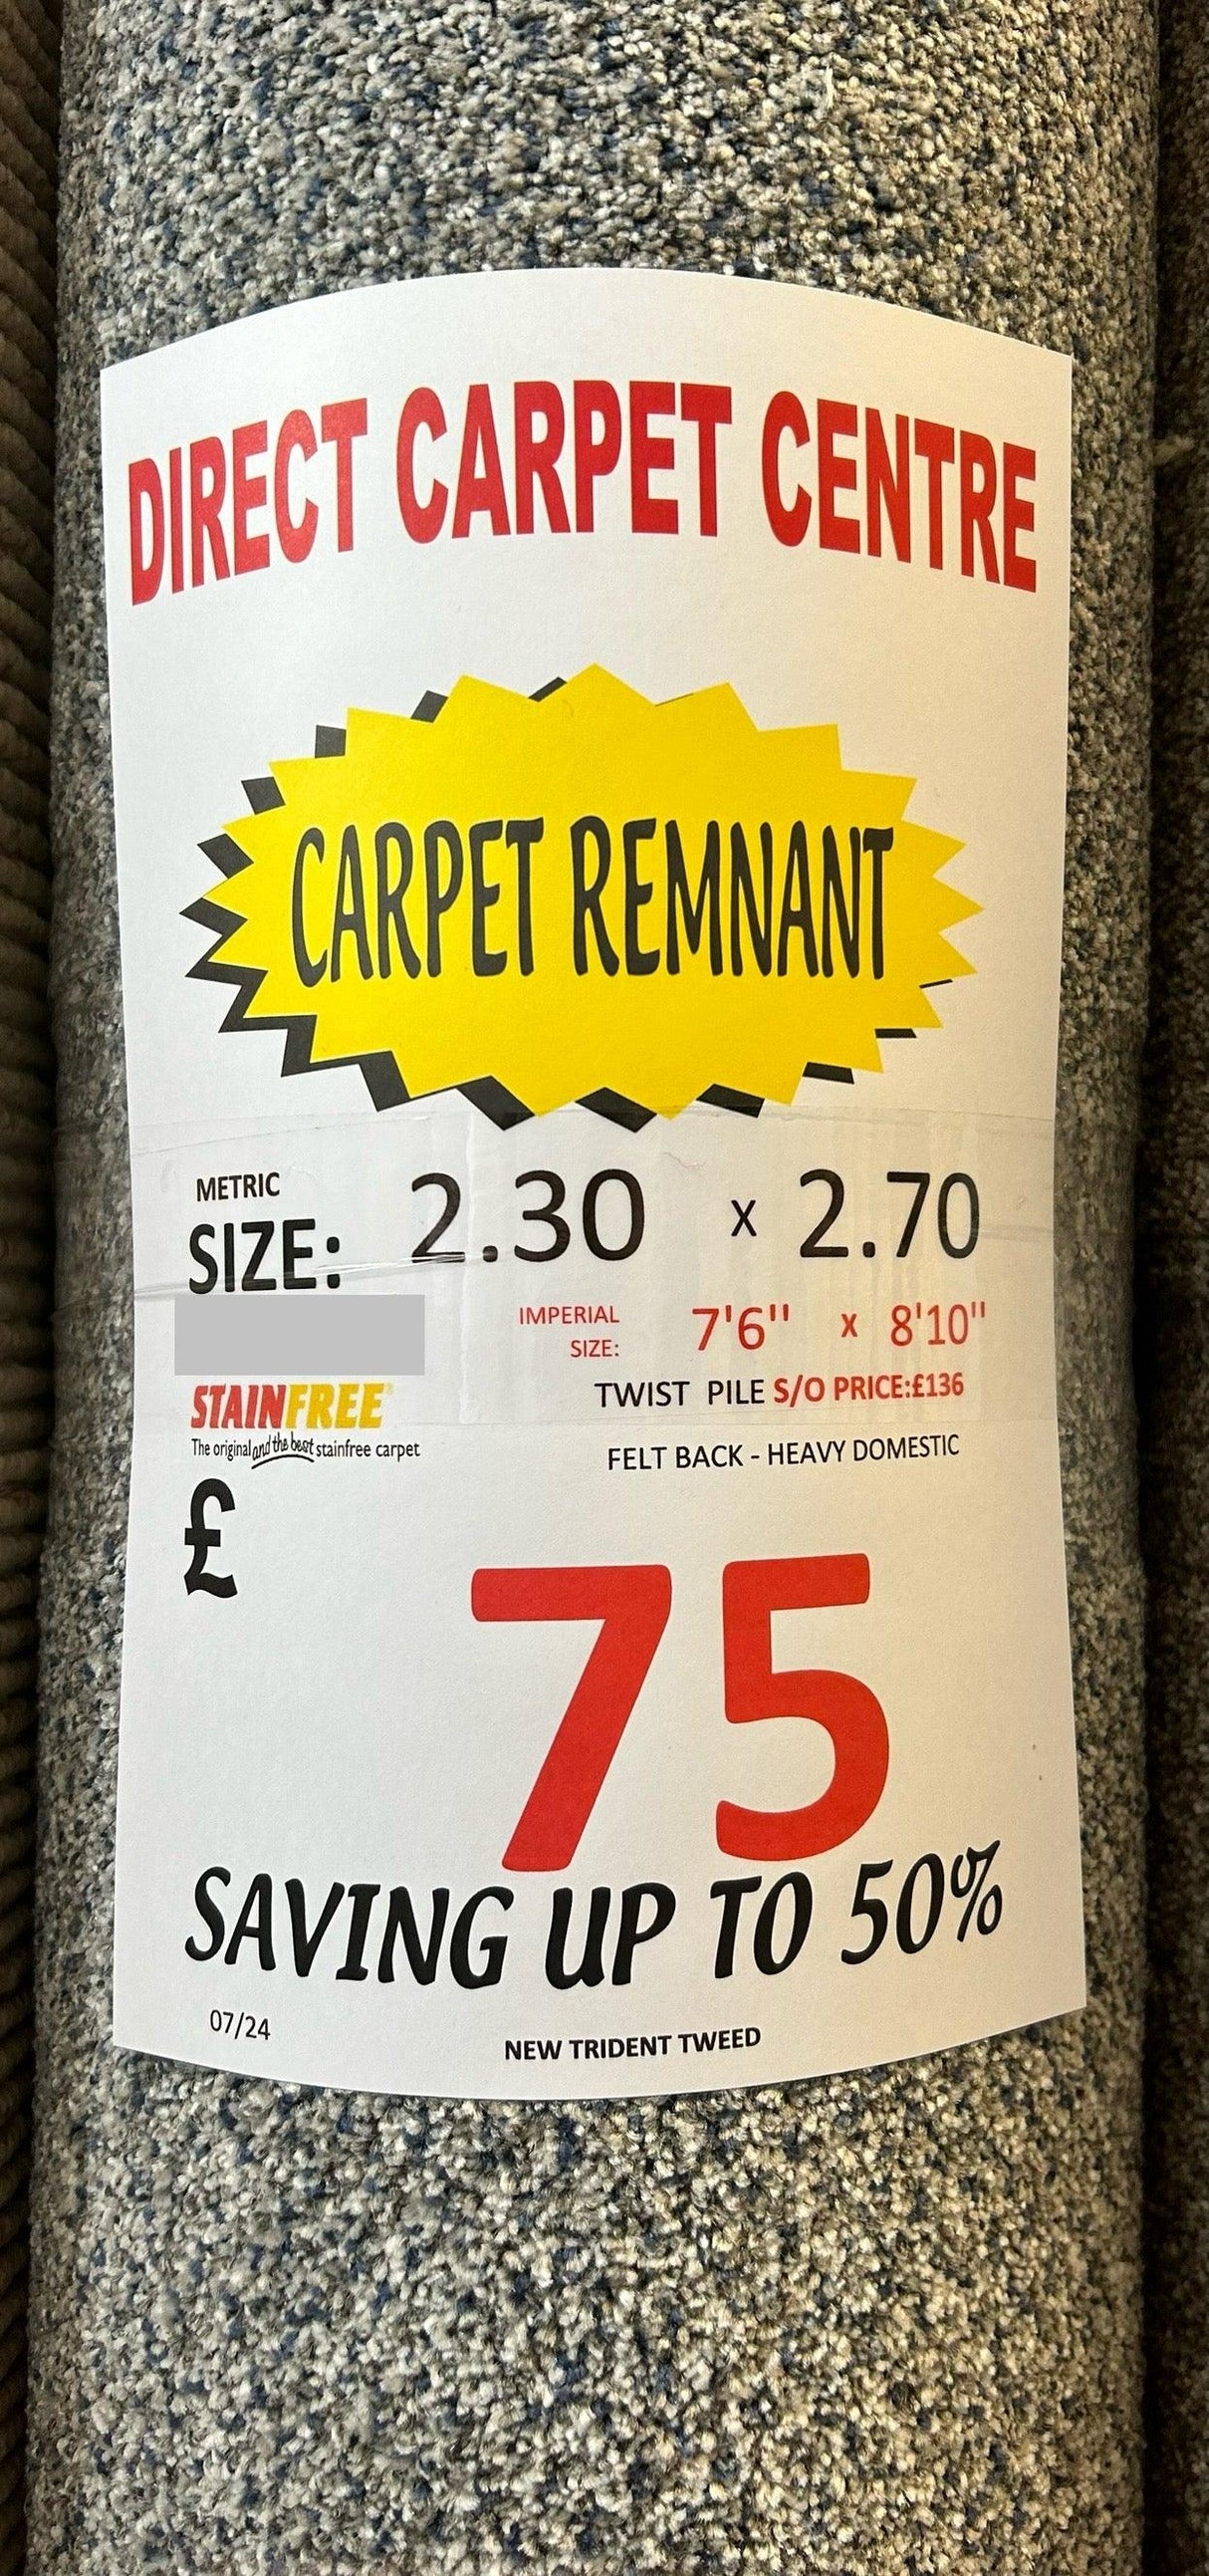 DIRECT CARPET CENTRE
CARPET REMNANT
METRIC
SIZE: 2.30 x 2.70
IMPERIAL
SIZE: 7'6'' x 8'10''
TWIST PILE S/O PRICE:£136
STAINFREE
The original and the best stainfree carpet
FELT BACK - HEAVY DOMESTIC
£
75
SAVING UP TO 50%
07/24
NEW TRIDENT TWEED